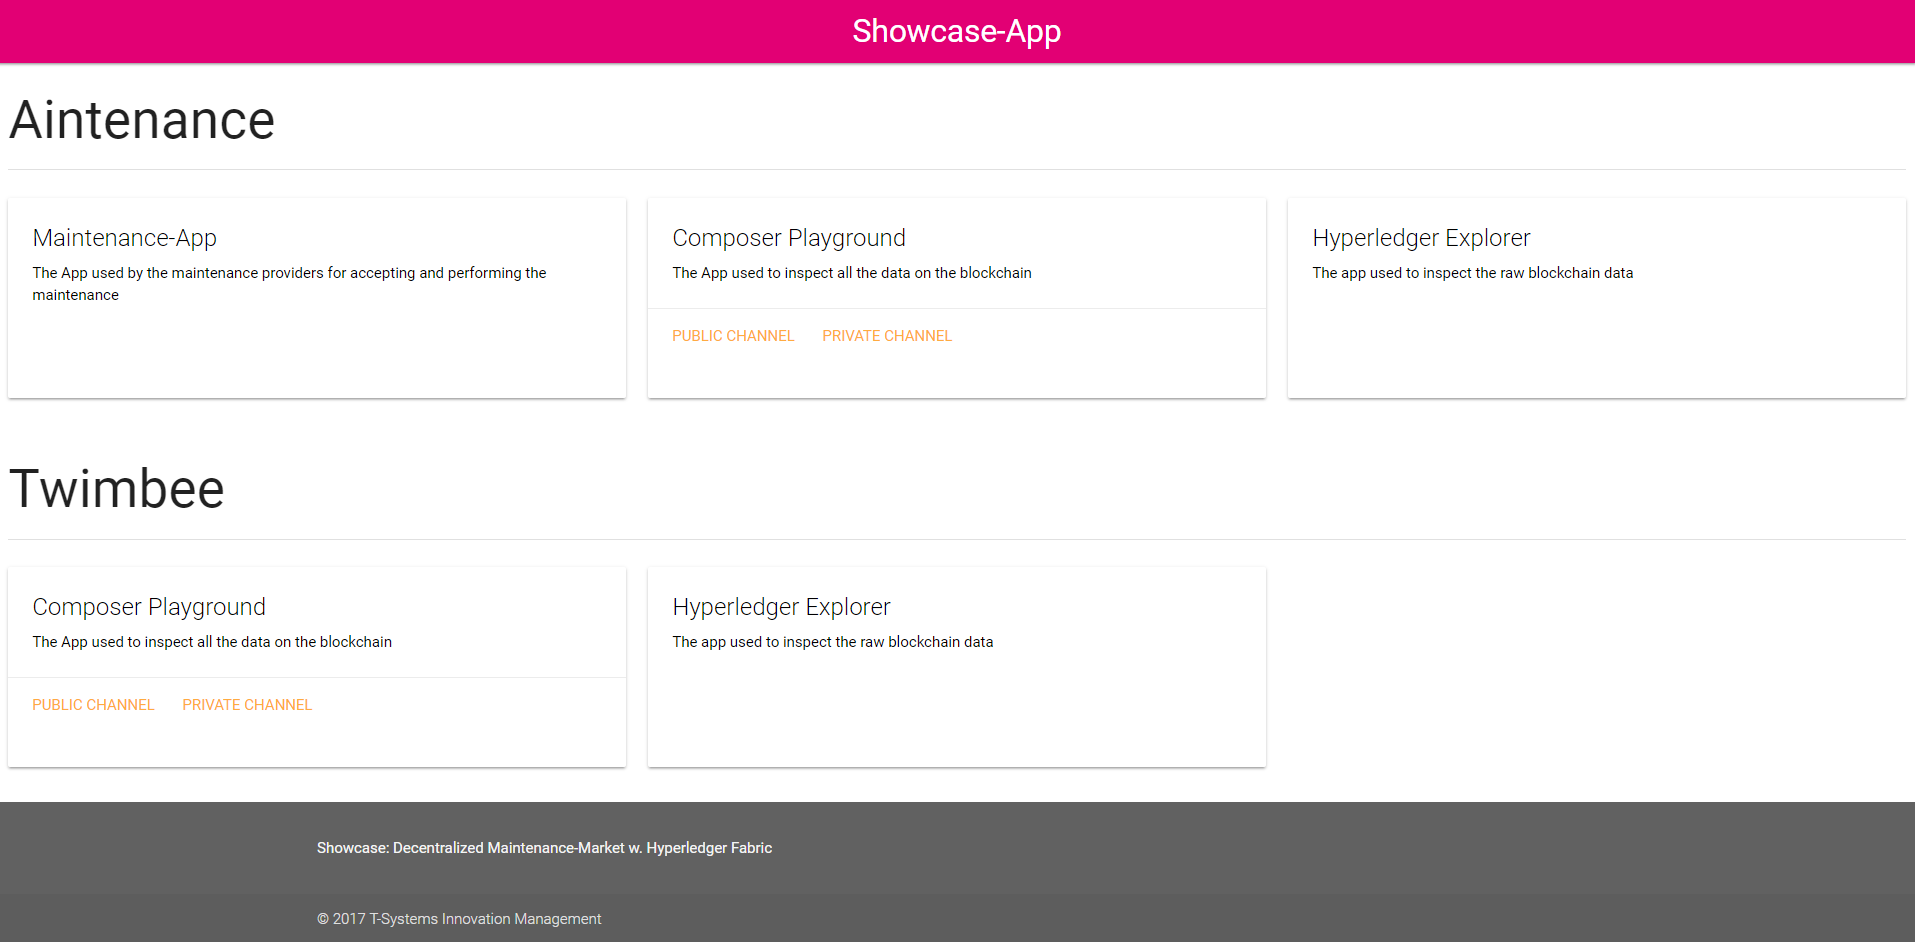 Showcase-App
Aintenance
Maintenance-App
The App used by the maintenance providers for accepting and performing the
maintenance
Composer Playground
The App used to inspect all the data on the blockchain
PUBLIC CHANNEL PRIVATE CHANNEL
Hyperledger Explorer
The app used to inspect the raw blockchain data
Twimbee
Composer Playground
The App used to inspect all the data on the blockchain
PUBLIC CHANNEL PRIVATE CHANNEL
Hyperledger Explorer
The app used to inspect the raw blockchain data
Showcase: Decentralized Maintenance-Market w. Hyperledger Fabric
© 2017 T-Systems Innovation Management